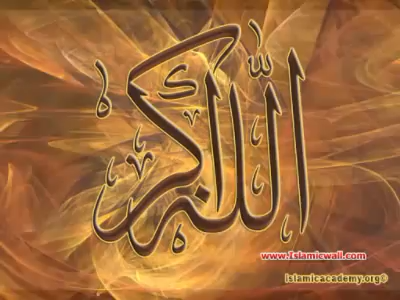 الله اكبر
www.Islamicwall.com
Islamicacademy.org©